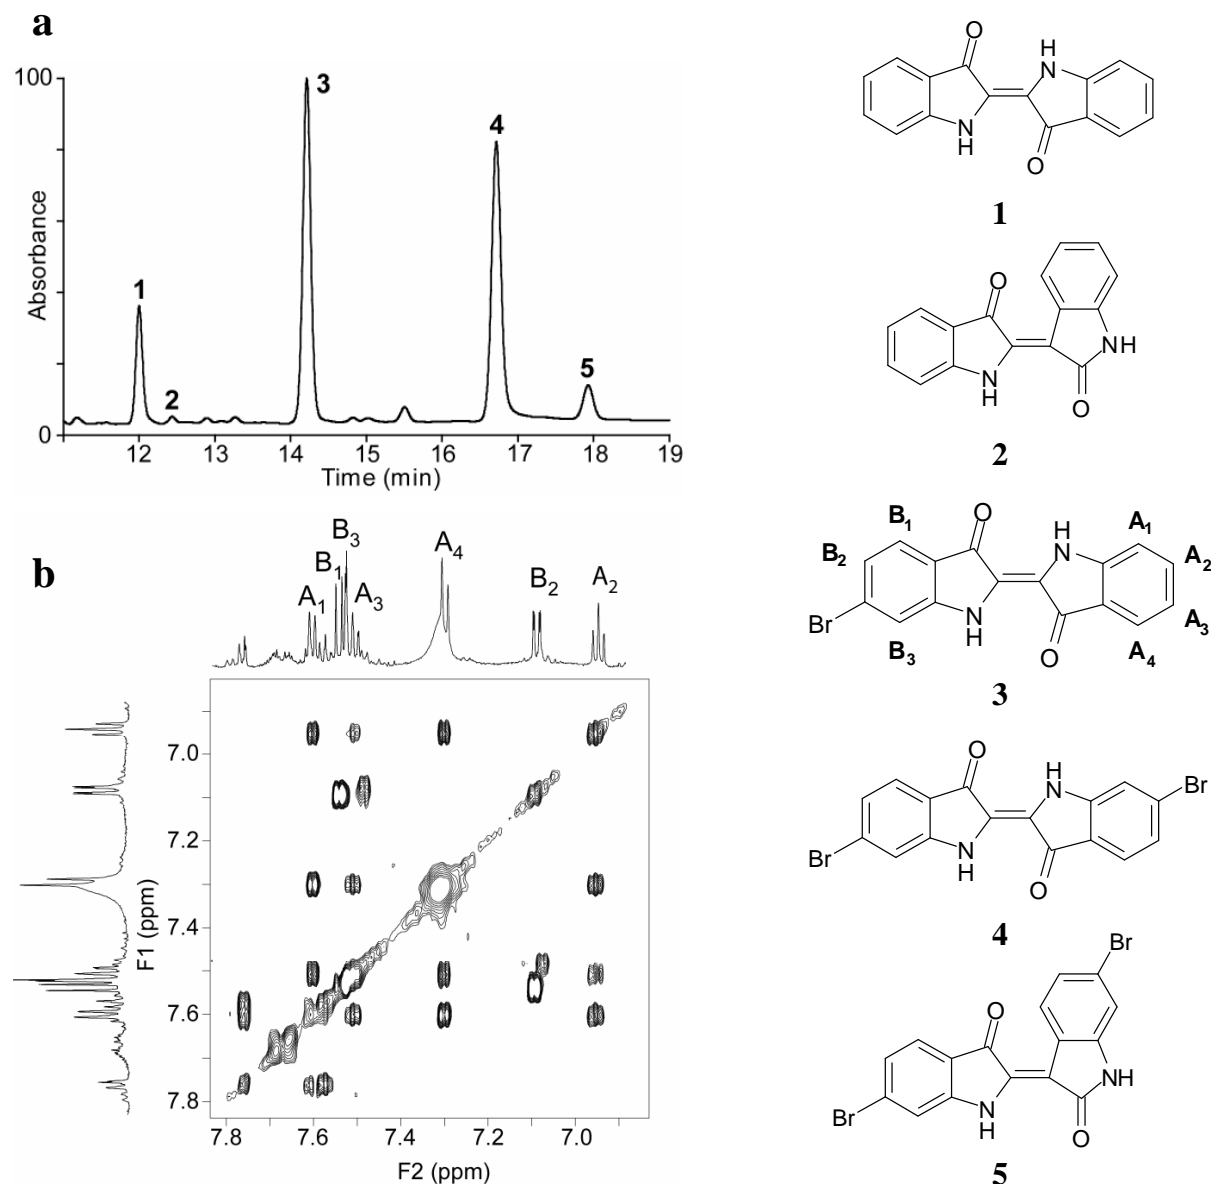 a
100
0
Absorbance
1
2
3
4
5
12 13 14 15 16 17 18 19
Time (min)
b
A1 B1 B3 A3 A4 B2 A2
7.0
7.2
7.4
7.6
7.8
F1 (ppm)
7.8 7.6 7.4 7.2 7.0
F2 (ppm)
O
H
N
N
H
O
1
O
N
H
NH
O
2
B1
O
H
N
A1
B2
A2
Br
N
H
A3
B3
O
A4
3
O
H
N
Br
Br
N
H
O
4
Br
O
Br
N
H
NH
O
5